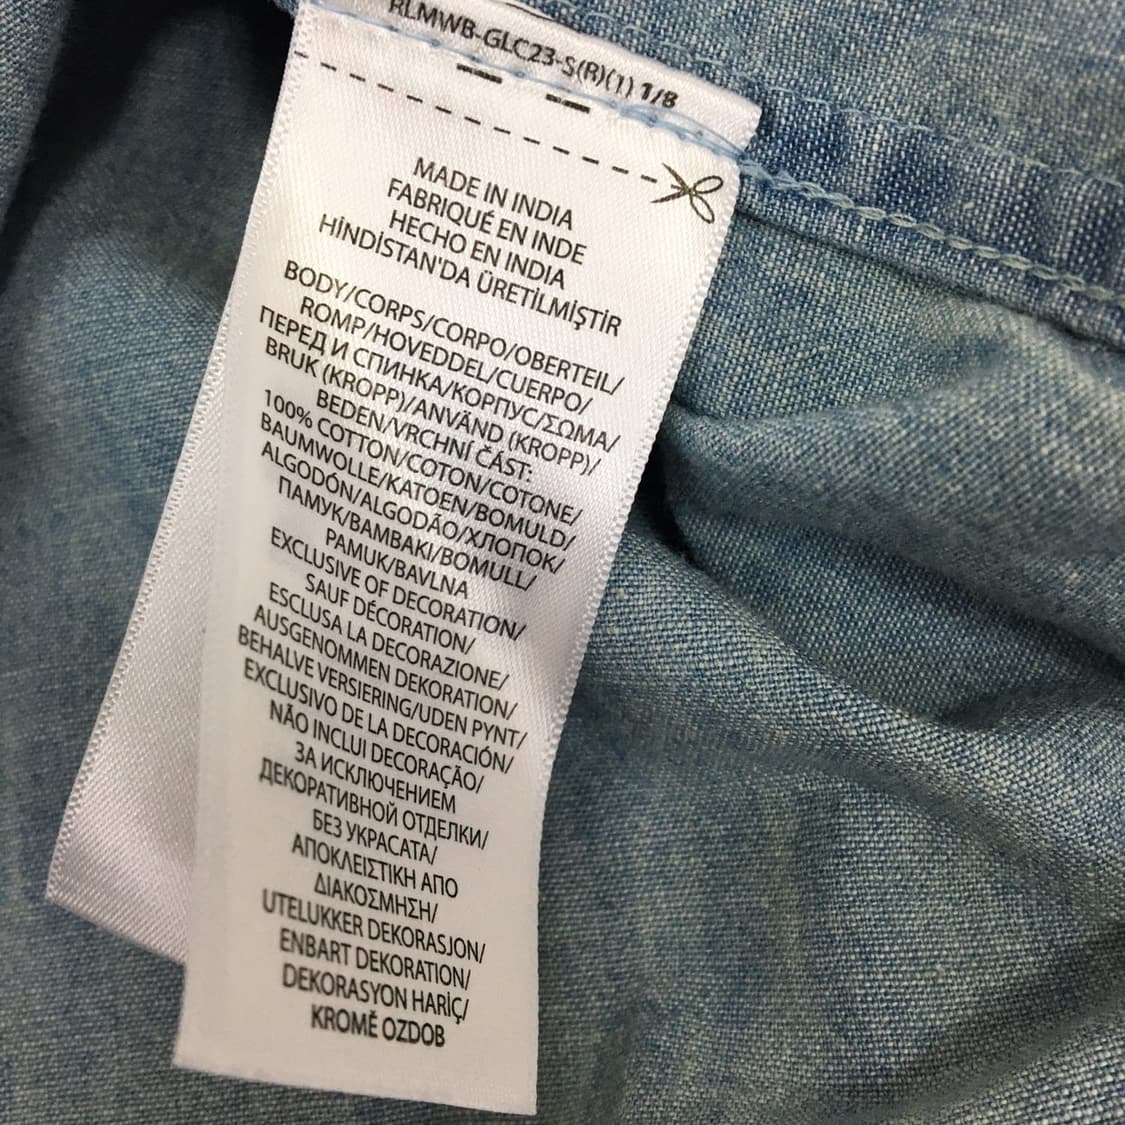 RLMWB-GLC23-S(R)(1) 1/8
MADE IN INDIA
FABRIQUÉ EN INDE
HECHO EN INDIA
HİNDİSTAN'DA ÜRETİLMİŞTİR
BODY/CORPS/CORPO/OBERTEIL/
ROMP/HOVEDDEL/CUERPO/
ПЕРЕД И СПИНКА/КОРПУС/ΣΩΜΑ/
BRUK (KROPP)/ANVÄND (KROPP)/
BEDEN/VRCHNÍ ČÁST:
100% COTTON/COTON/COTONE/
BAUMWOLLE/KATOEN/BOMULD/
ALGODÓN/ALGODÃO/ХЛОПОК/
ПАМУК/BAMBAKI/BOMULL/
PAMUK/BAVLNA
EXCLUSIVE OF DECORATION/
SAUF DÉCORATION/
ESCLUSA LA DECORAZIONE/
AUSGENOMMEN DEKORATION/
BEHALVE VERSIERING/UDEN PYNT/
EXCLUSIVO DE LA DECORACIÓN/
NÃO INCLUI DECORAÇÃO/
ЗА ИСКЛЮЧЕНИЕМ
ДЕКОРАТИВНОЙ ОТДЕЛКИ/
БЕЗ УКРАСАТА/
ΑΠΟΚΛΕΙΣΤΙΚΗ ΑΠΟ
ΔΙΑΚΟΣΜΗΣΗ/
UTELUKKER DEKORASJON/
ENBART DEKORATION/
DEKORASYON HARİÇ/
KROMĚ OZDOB